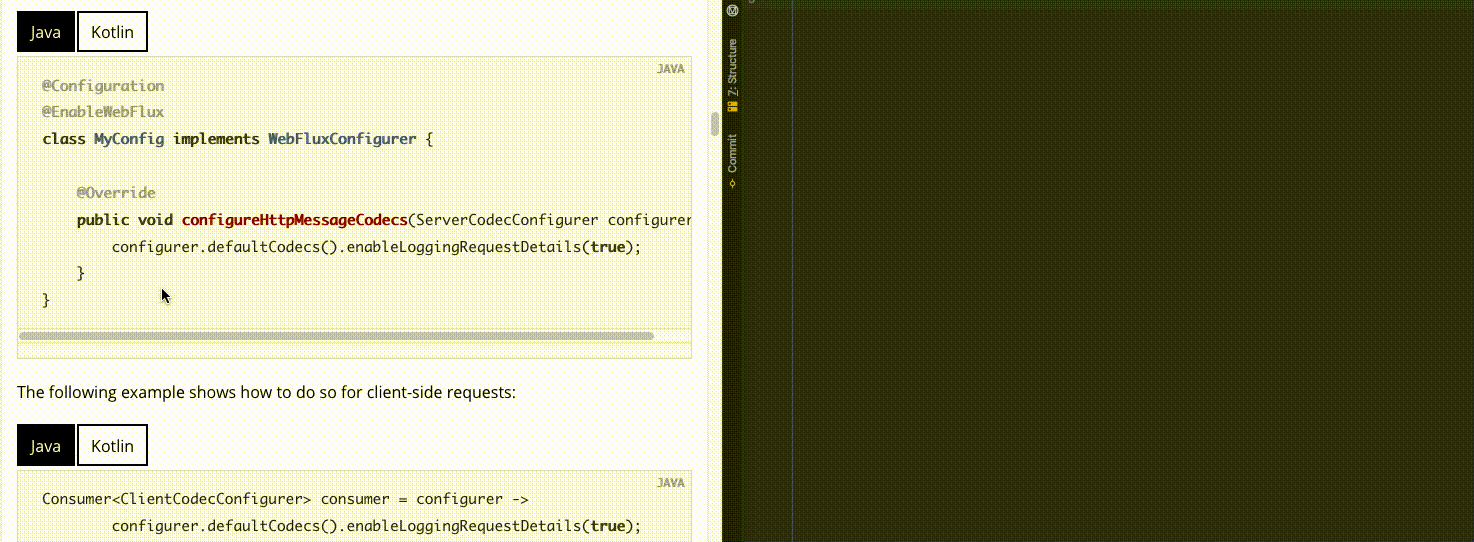 Java Kotlin
JAVA
@Configuration
@EnableWebFlux
class MyConfig implements WebFluxConfigurer {
@Override
public void configureHttpMessageCodecs(ServerCodecConfigurer configurer
configurer.defaultCodecs().enableLoggingRequestDetails(true);
}
}
The following example shows how to do so for client-side requests:
Java Kotlin
JAVA
Consumer<ClientCodecConfigurer> consumer = configurer ->
configurer.defaultCodecs().enableLoggingRequestDetails(true);
7: Structure
Commit